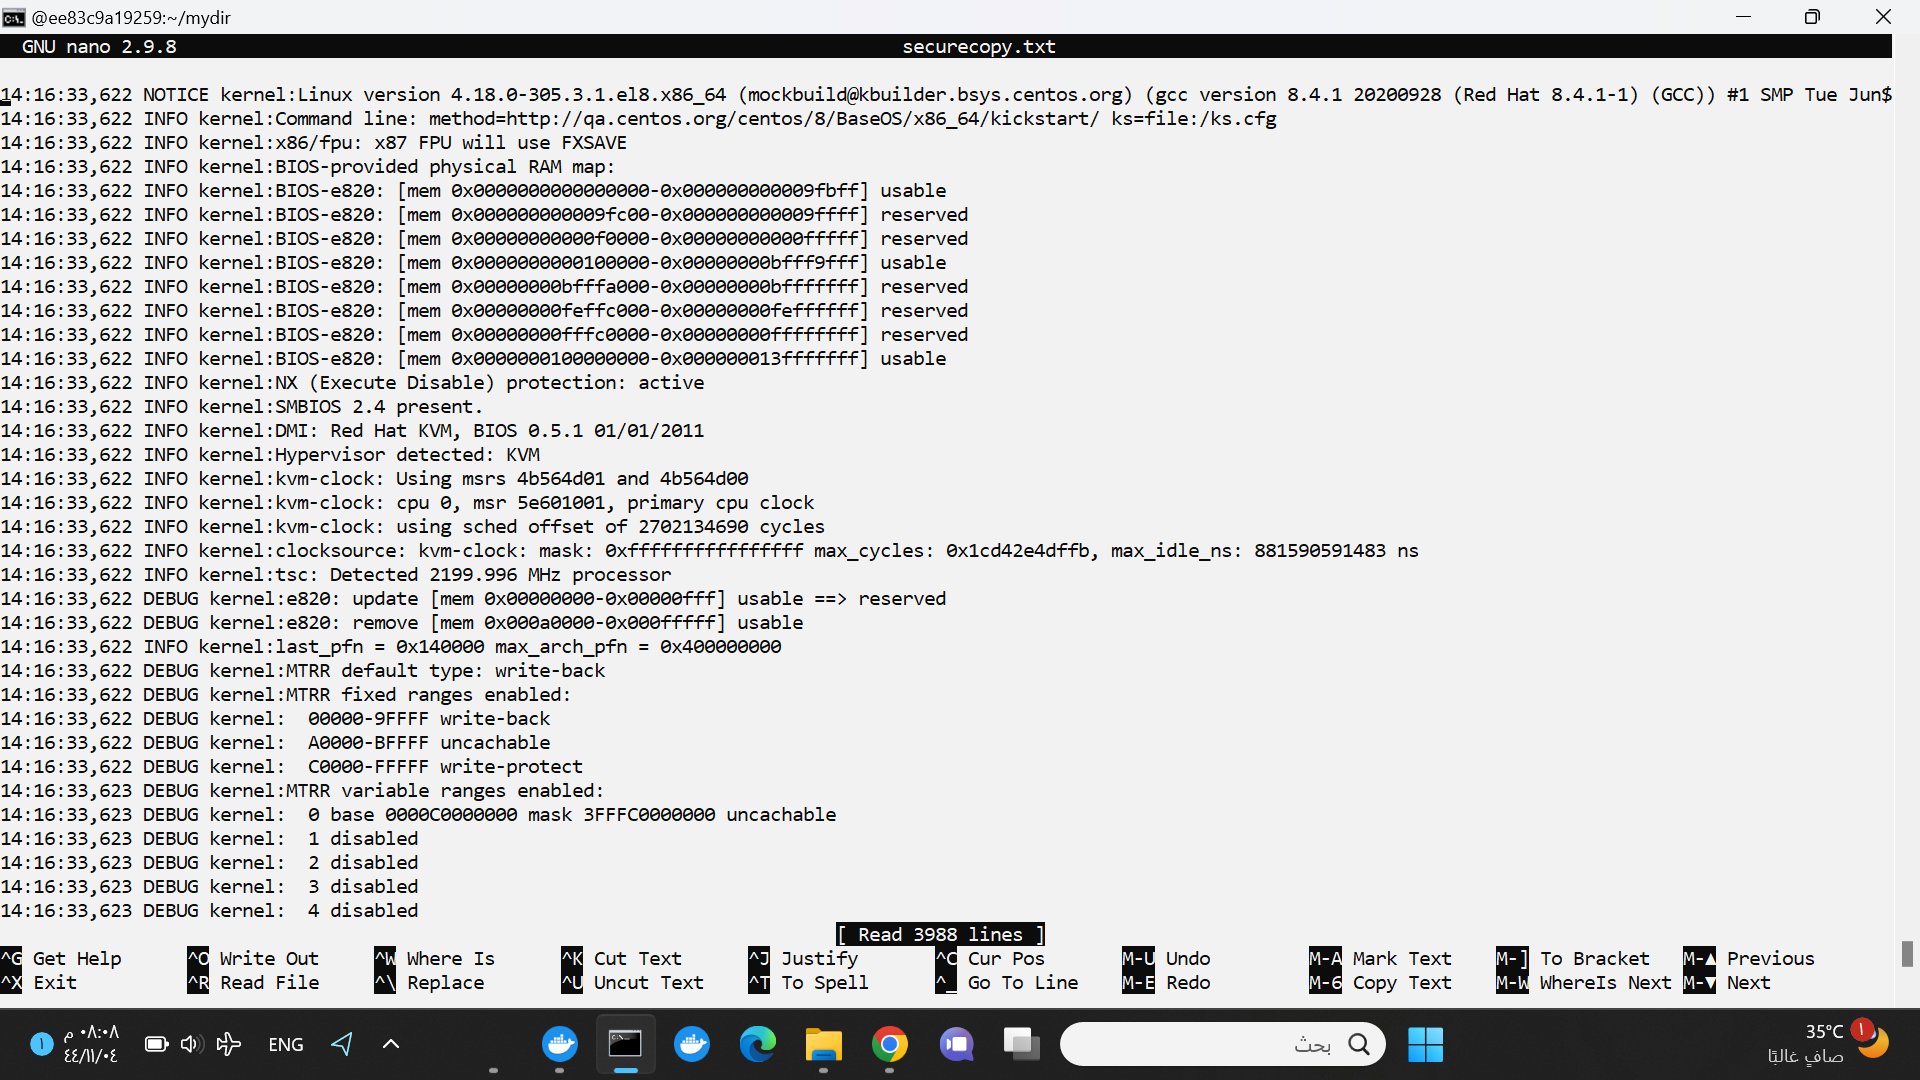 @ee83c9a19259:~/mydir
GNU nano 2.9.8 securecopy.txt
14:16:33,622 NOTICE kernel:Linux version 4.18.0-305.3.1.el8.x86_64 (mockbuild@kbuilder.bsys.centos.org) (gcc version 8.4.1 20200928 (Red Hat 8.4.1-1) (GCC)) #1 SMP Tue Jun$
14:16:33,622 INFO kernel:Command line: method=http://qa.centos.org/centos/8/BaseOS/x86_64/kickstart/ ks=file:/ks.cfg
14:16:33,622 INFO kernel:x86/fpu: x87 FPU will use FXSAVE
14:16:33,622 INFO kernel:BIOS-provided physical RAM map:
14:16:33,622 INFO kernel:BIOS-e820: [mem 0x0000000000000000-0x000000000009fbff] usable
14:16:33,622 INFO kernel:BIOS-e820: [mem 0x000000000009fc00-0x000000000009ffff] reserved
14:16:33,622 INFO kernel:BIOS-e820: [mem 0x00000000000f0000-0x00000000000fffff] reserved
14:16:33,622 INFO kernel:BIOS-e820: [mem 0x0000000000100000-0x00000000bfff9fff] usable
14:16:33,622 INFO kernel:BIOS-e820: [mem 0x00000000bfffa000-0x00000000bfffffff] reserved
14:16:33,622 INFO kernel:BIOS-e820: [mem 0x00000000feffc000-0x00000000feffffff] reserved
14:16:33,622 INFO kernel:BIOS-e820: [mem 0x00000000fffc0000-0x00000000ffffffff] reserved
14:16:33,622 INFO kernel:BIOS-e820: [mem 0x0000000100000000-0x000000013fffffff] usable
14:16:33,622 INFO kernel:NX (Execute Disable) protection: active
14:16:33,622 INFO kernel:SMBIOS 2.4 present.
14:16:33,622 INFO kernel:DMI: Red Hat KVM, BIOS 0.5.1 01/01/2011
14:16:33,622 INFO kernel:Hypervisor detected: KVM
14:16:33,622 INFO kernel:kvm-clock: Using msrs 4b564d01 and 4b564d00
14:16:33,622 INFO kernel:kvm-clock: cpu 0, msr 5e601001, primary cpu clock
14:16:33,622 INFO kernel:kvm-clock: using sched offset of 2702134690 cycles
14:16:33,622 INFO kernel:clocksource: kvm-clock: mask: 0xffffffffffffffff max_cycles: 0x1cd42e4dffb, max_idle_ns: 881590591483 ns
14:16:33,622 INFO kernel:tsc: Detected 2199.996 MHz processor
14:16:33,622 DEBUG kernel:e820: update [mem 0x00000000-0x00000fff] usable ==> reserved
14:16:33,622 DEBUG kernel:e820: remove [mem 0x000a0000-0x000fffff] usable
14:16:33,622 INFO kernel:last_pfn = 0x140000 max_arch_pfn = 0x400000000
14:16:33,622 DEBUG kernel:MTRR default type: write-back
14:16:33,622 DEBUG kernel:MTRR fixed ranges enabled:
14:16:33,622 DEBUG kernel:  00000-9FFFF write-back
14:16:33,622 DEBUG kernel:  A0000-BFFFF uncachable
14:16:33,622 DEBUG kernel:  C0000-FFFFF write-protect
14:16:33,623 DEBUG kernel:MTRR variable ranges enabled:
14:16:33,623 DEBUG kernel:  0 base 0000C0000000 mask 3FFFC0000000 uncachable
14:16:33,623 DEBUG kernel:  1 disabled
14:16:33,623 DEBUG kernel:  2 disabled
14:16:33,623 DEBUG kernel:  3 disabled
14:16:33,623 DEBUG kernel:  4 disabled
[ Read 3988 lines ]
^G Get Help ^O Write Out ^W Where Is ^K Cut Text ^J Justify ^C Cur Pos M-U Undo M-A Mark Text M-] To Bracket M-▲ Previous
^X Exit ^R Read File ^\ Replace ^U Uncut Text ^T To Spell ^_ Go To Line M-E Redo M-6 Copy Text M-W WhereIs Next M-▼ Next
١ ٠٨:٠٨ م ENG بحث 35°C ١
٤٤/١١/٠٤ صافٍ غالبًا